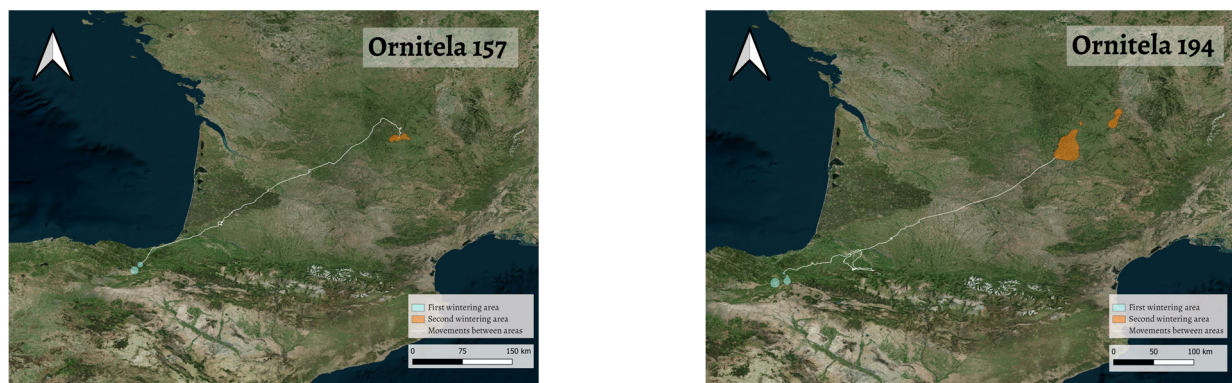 Ornitela 157
First wintering area
Second wintering area
Movements between areas
0 75 150 km
Ornitela 194
First wintering area
Second wintering area
Movements between areas
0 50 100 km